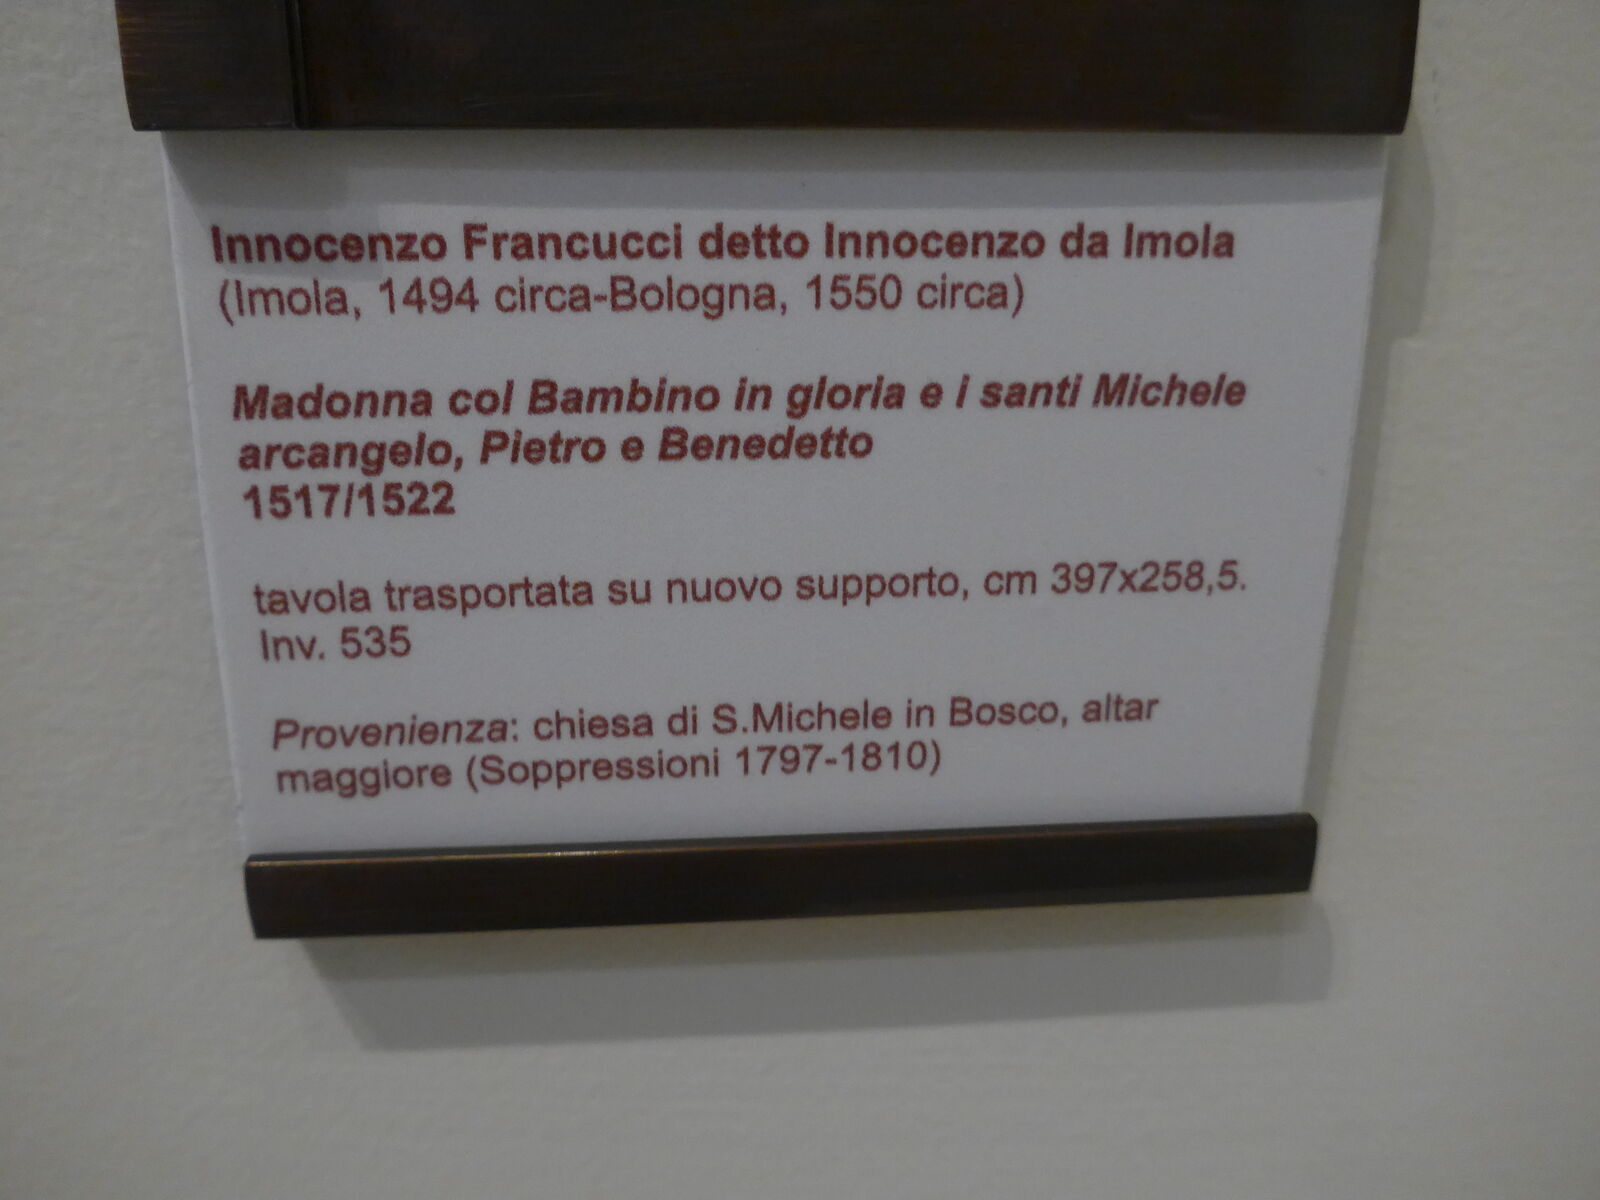 Innocenzo Francucci detto Innocenzo da Imola
(Imola, 1494 circa-Bologna, 1550 circa)
Madonna col Bambino in gloria e i santi Michele
arcangelo, Pietro e Benedetto
1517/1522
tavola trasportata su nuovo supporto, cm 397x258,5.
Inv. 535
Provenienza: chiesa di S.Michele in Bosco, altar
maggiore (Soppressioni 1797-1810)